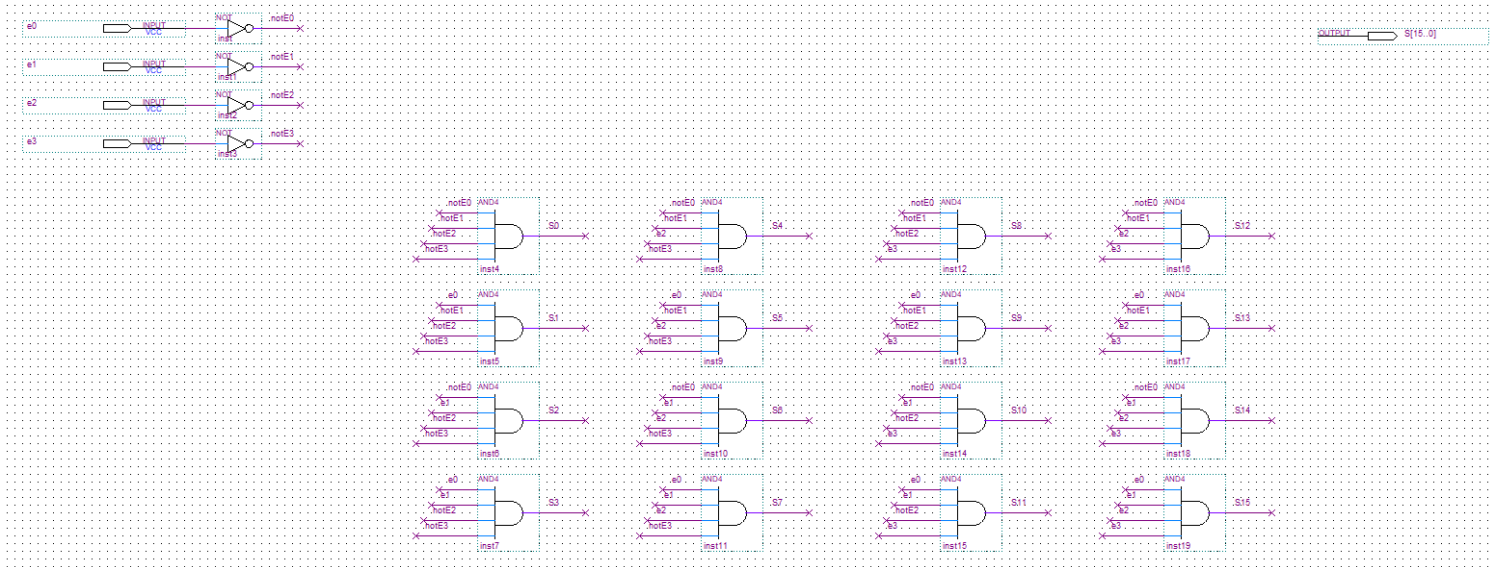 e0 INPUT VCC NOT inst notE0
OUTPUT S[15..0]
e1 INPUT VCC NOT inst1 notE1
e2 INPUT VCC NOT inst2 notE2
e3 INPUT VCC NOT inst3 notE3
notE0 AND4 notE1 notE2 notE3 S0 inst4
notE0 AND4 notE1 e2 notE3 S4 inst8
notE0 AND4 notE1 notE2 e3 S8 inst12
notE0 AND4 notE1 e2 e3 S12 inst16
e0 AND4 notE1 notE2 notE3 S1 inst5
e0 AND4 notE1 e2 notE3 S5 inst9
e0 AND4 notE1 notE2 e3 S9 inst13
e0 AND4 notE1 e2 e3 S13 inst17
notE0 AND4 e1 notE2 notE3 S2 inst6
notE0 AND4 e1 e2 notE3 S6 inst10
notE0 AND4 e1 notE2 e3 S10 inst14
notE0 AND4 e1 e2 e3 S14 inst18
e0 AND4 e1 notE2 notE3 S3 inst7
e0 AND4 e1 e2 notE3 S7 inst11
e0 AND4 e1 notE2 e3 S11 inst15
e0 AND4 e1 e2 e3 S15 inst19